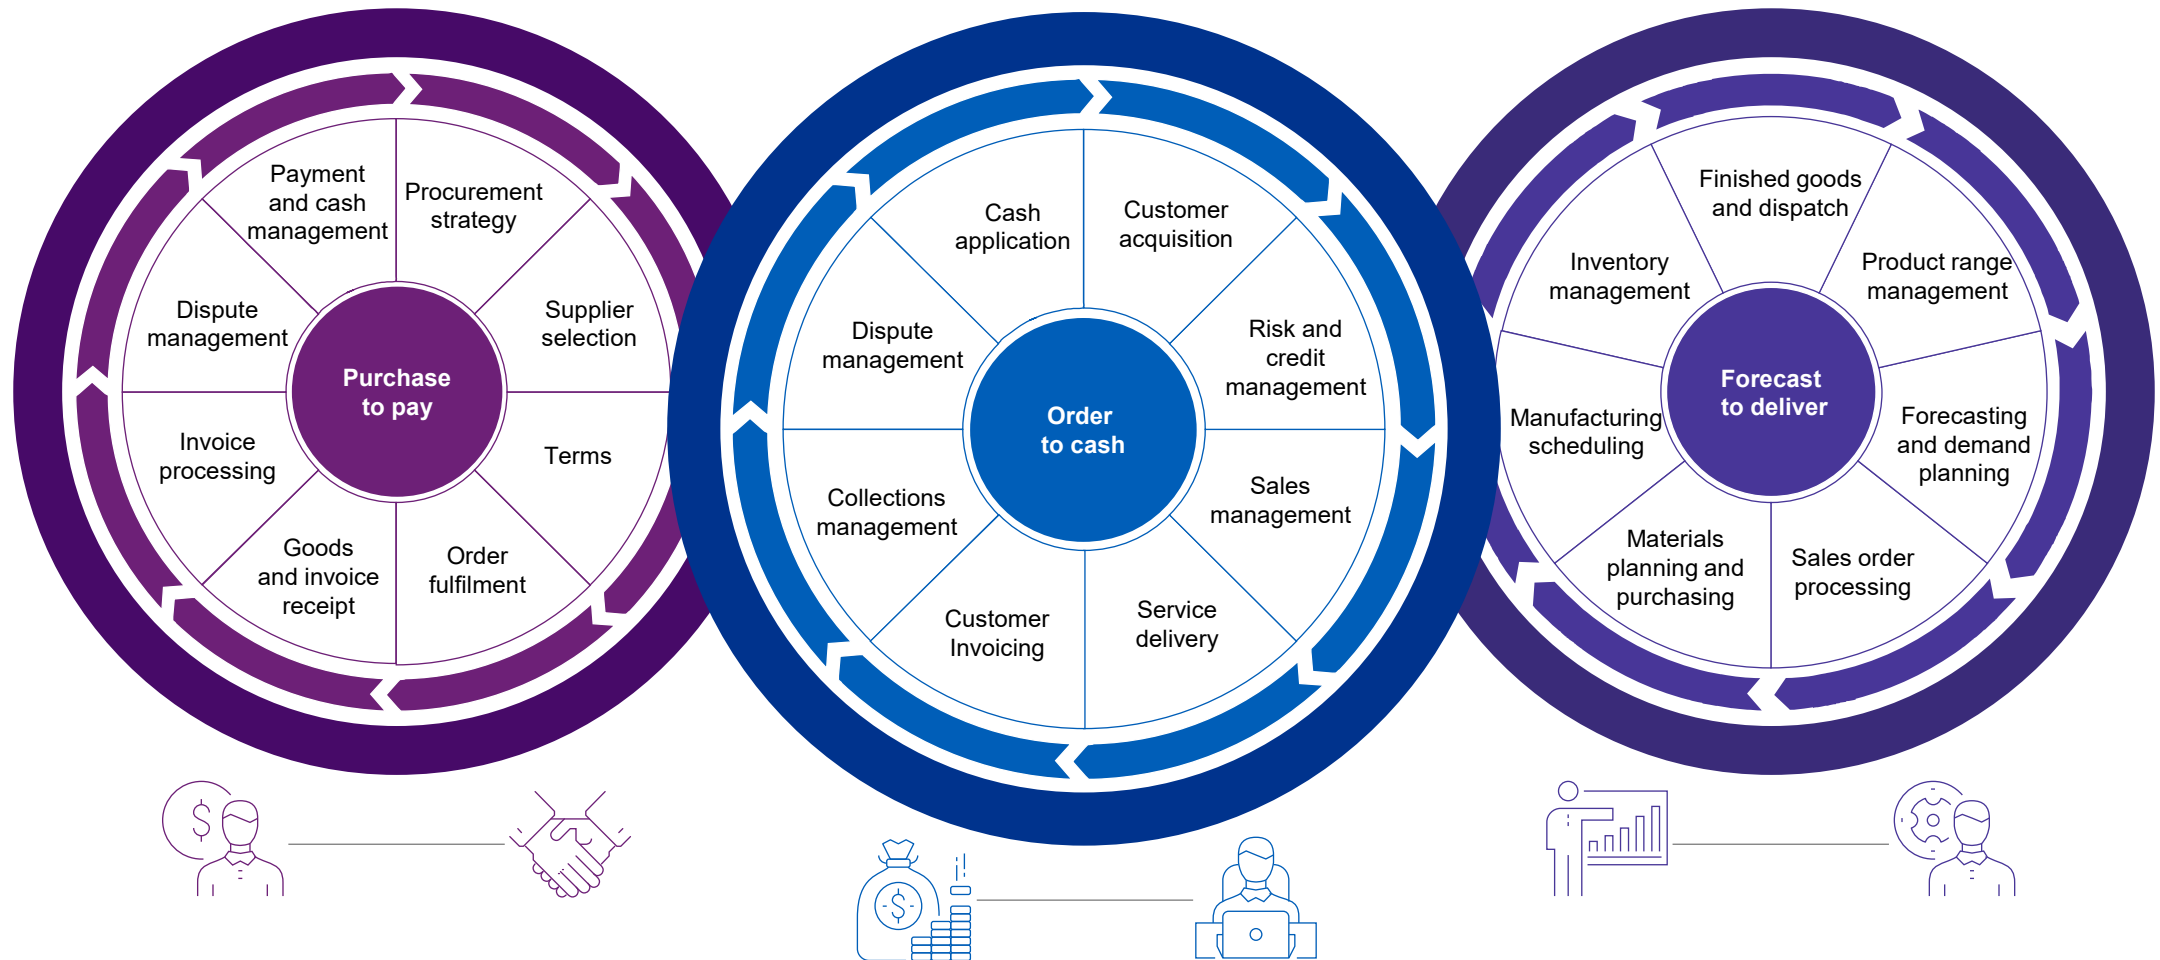 Purchase
to pay
Procurement
strategy
Supplier
selection
Terms
Order
fulfilment
Goods
and invoice
receipt
Invoice
processing
Dispute
management
Payment
and cash
management
$
Order
to cash
Customer
acquisition
Risk and
credit
management
Sales
management
Service
delivery
Customer
Invoicing
Collections
management
Dispute
management
Cash
application
$
Forecast
to deliver
Finished goods
and dispatch
Product range
management
Forecasting
and demand
planning
Sales order
processing
Materials
planning and
purchasing
Manufacturing
scheduling
Inventory
management